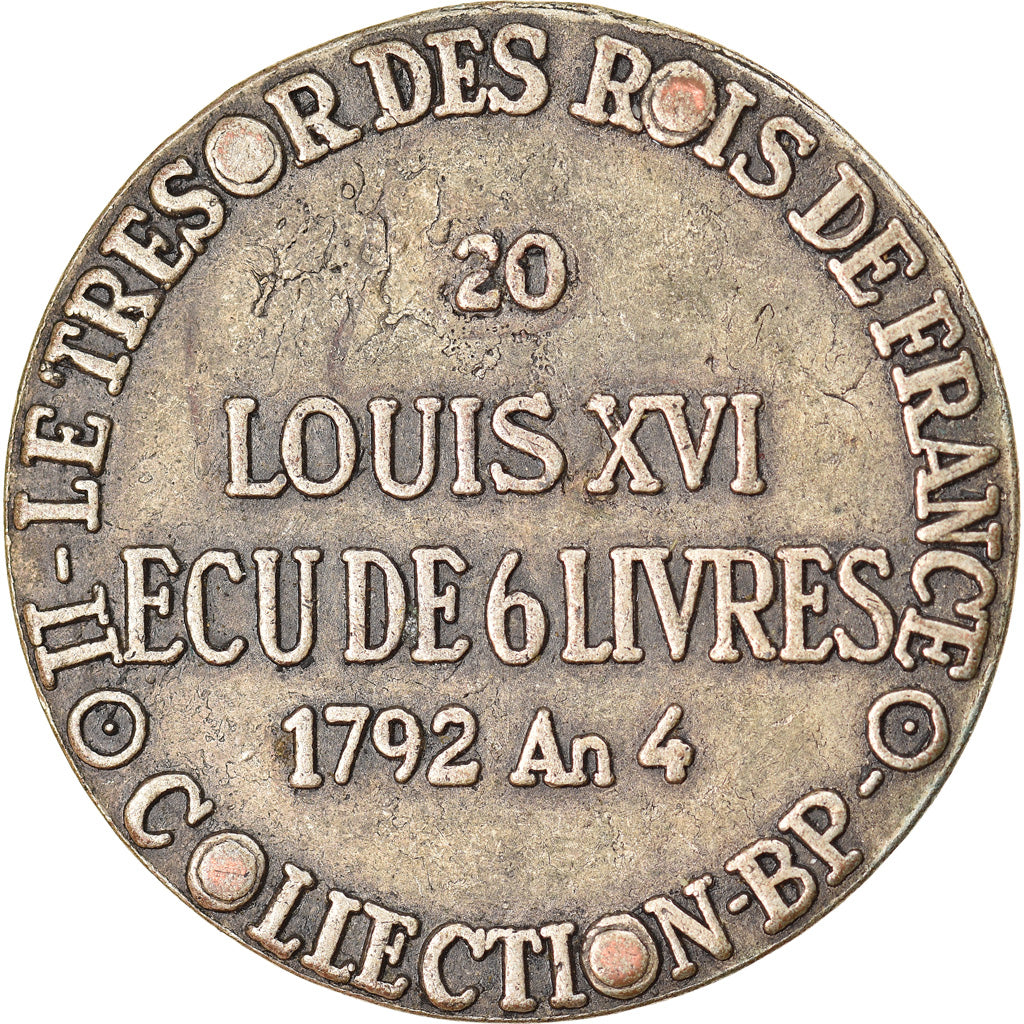 II - LE TRESOR DES ROIS DE FRANCE
20
LOUIS XVI
ECU DE 6 LIVRES
1792 An 4
COLLECTION - BP -